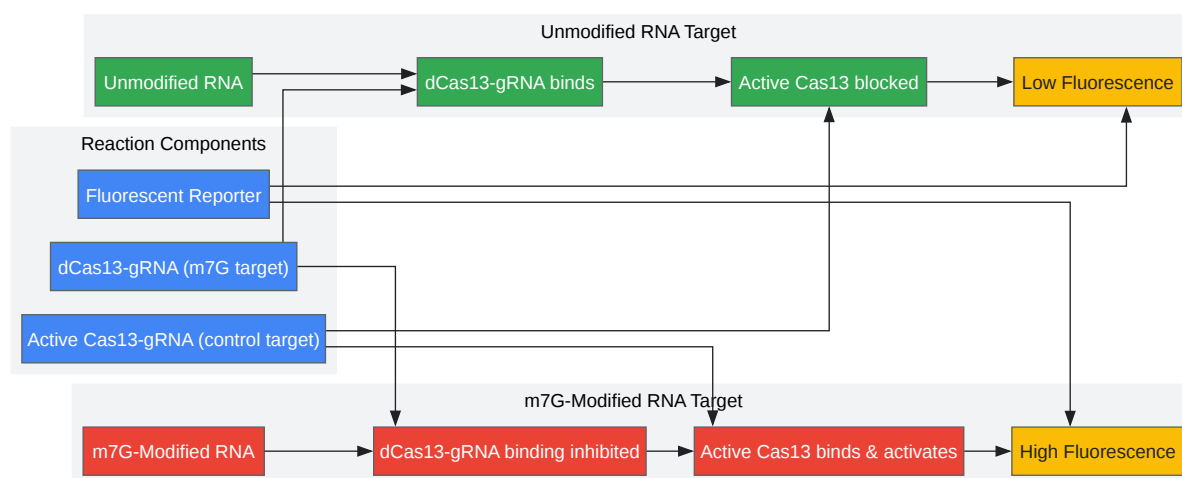 Unmodified RNA Target
Unmodified RNA
dCas13-gRNA binds
Active Cas13 blocked
Low Fluorescence
Reaction Components
Fluorescent Reporter
dCas13-gRNA (m7G target)
Active Cas13-gRNA (control target)
m7G-Modified RNA Target
m7G-Modified RNA
dCas13-gRNA binding inhibited
Active Cas13 binds & activates
High Fluorescence